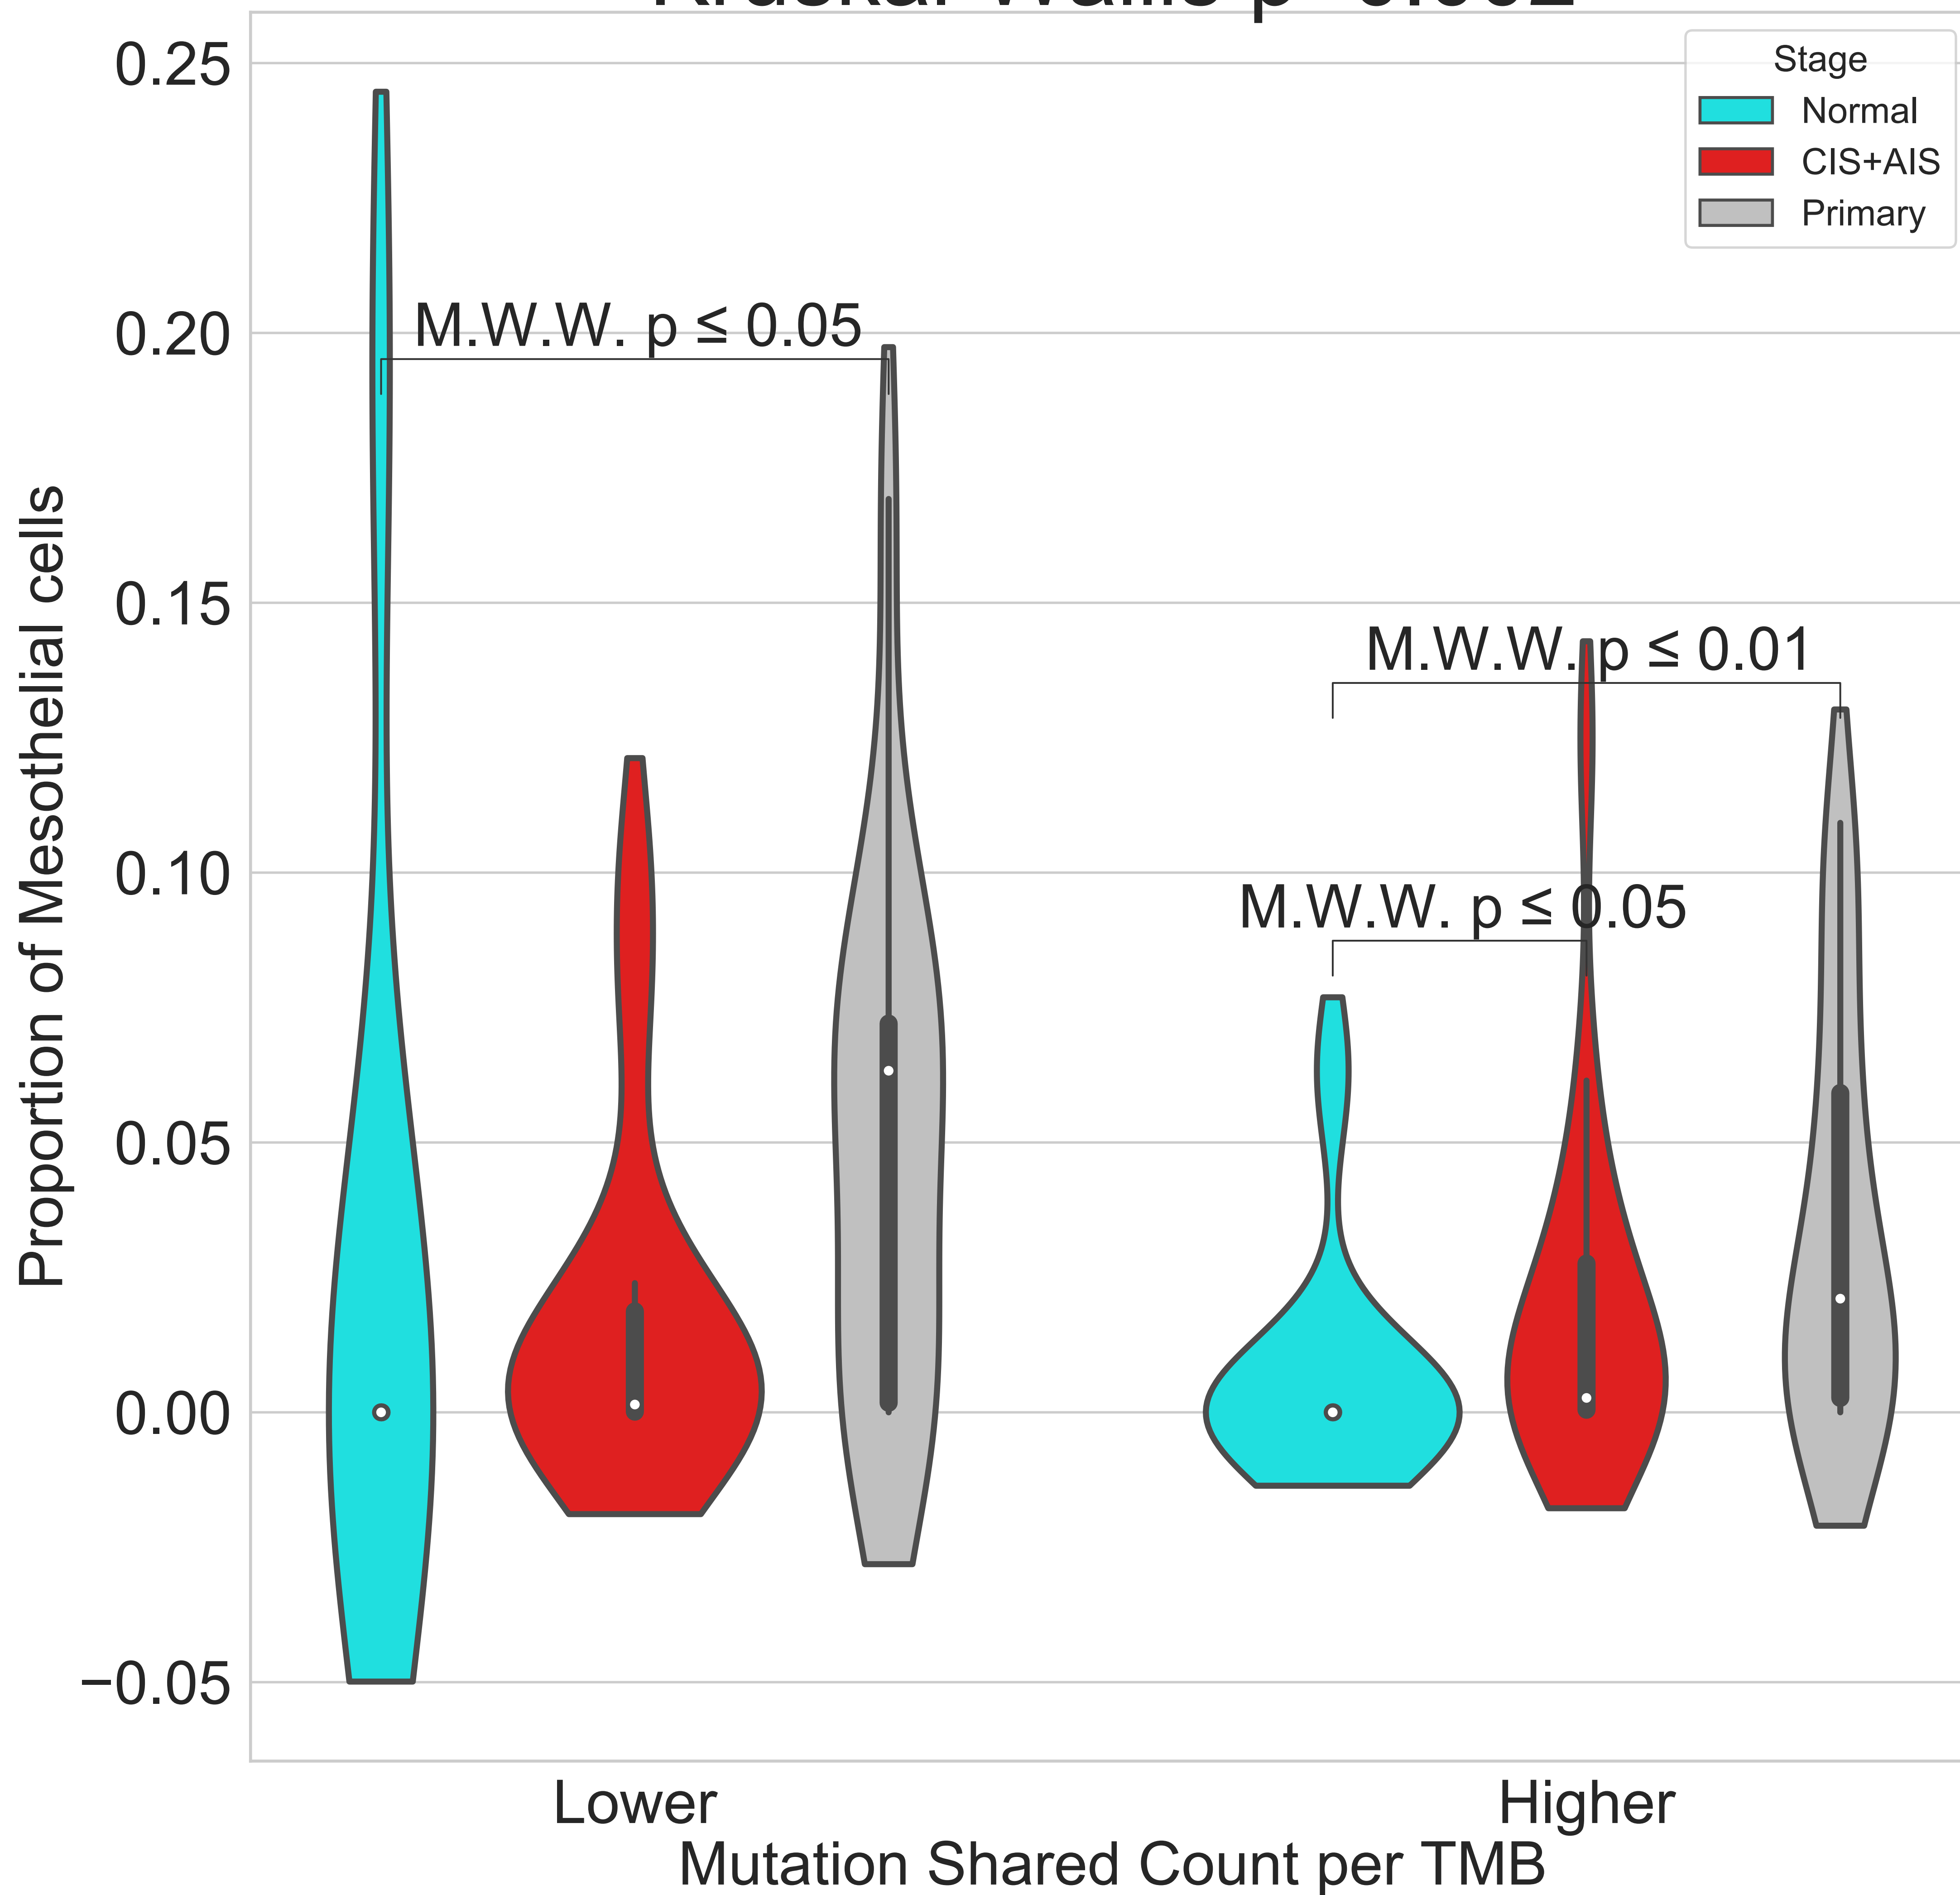 0.25
0.20
0.15
0.10
0.05
0.00
−0.05
Proportion of Mesothelial cells
Stage
Normal
CIS+AIS
Primary
M.W.W. p ≤ 0.05
M.W.W. p ≤ 0.01
M.W.W. p ≤ 0.05
Lower
Higher
Mutation Shared Count per TMB